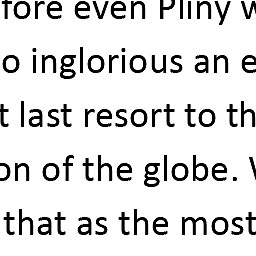 fore even Pliny w
o inglorious an e
t last resort to th
on of the globe. W
that as the most